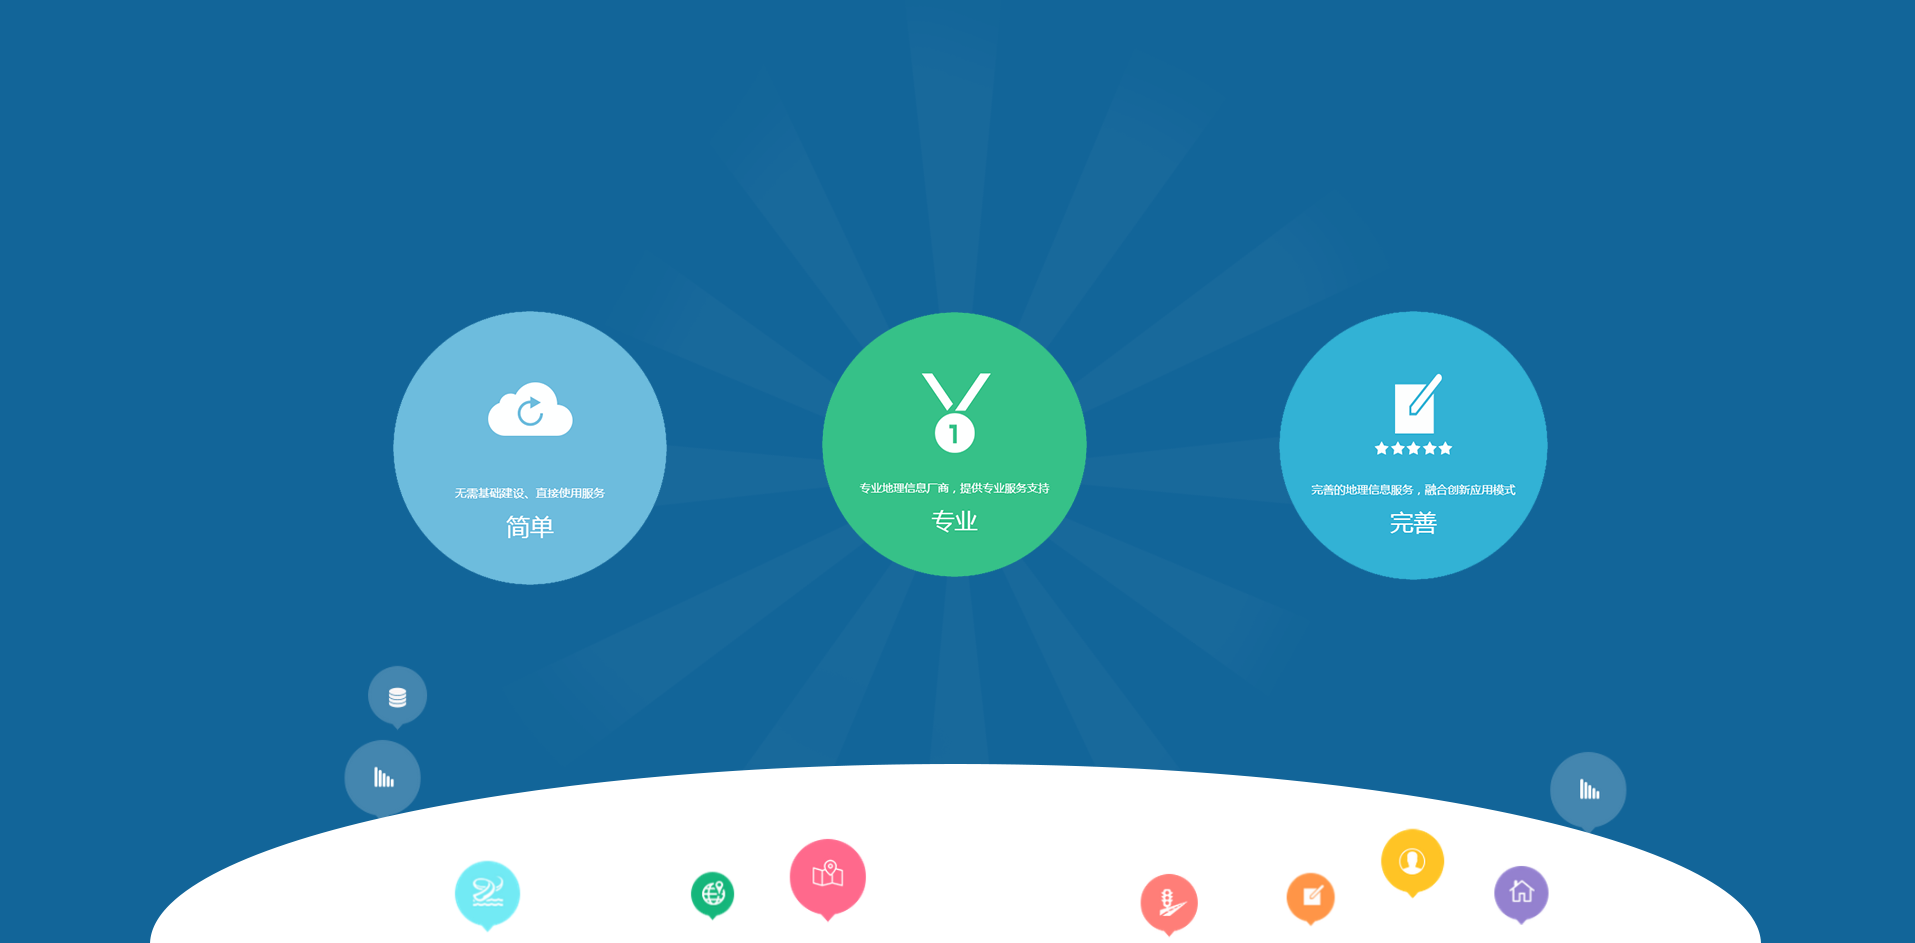 1
无需基础建设、直接使用服务
简单
专业地理信息厂商，提供专业服务支持
专业
完善的地理信息服务，融合创新应用模式
完善